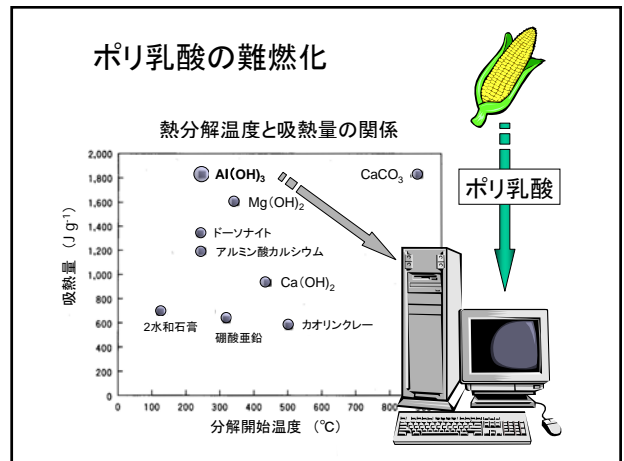 ポリ乳酸の難燃化
熱分解温度と吸熱量の関係
2,000
1,800
1,600
1,400
1,200
1,000
800
600
400
200
0
吸熱量 (J g-1)
Al(OH)3
CaCO3
Mg(OH)2
ドーソナイト
アルミン酸カルシウム
Ca(OH)2
2水和石膏
硼酸亜鉛
カオリンクレー
0 100 200 300 400 500 600 700 800
分解開始温度 (℃)
ポリ乳酸